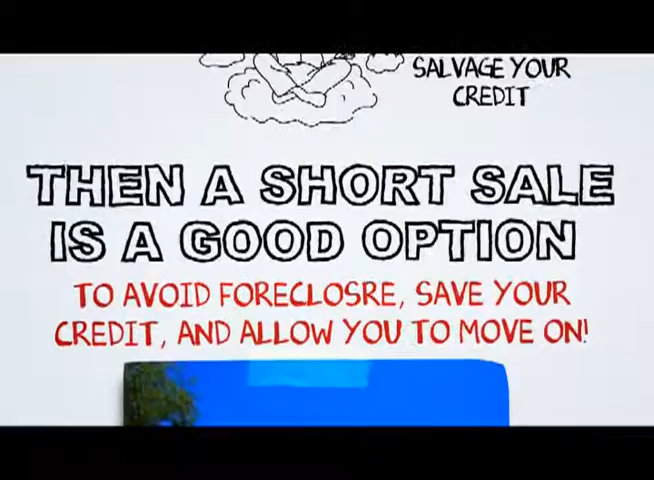 SALVAGE YOUR
CREDIT
THEN A SHORT SALE
IS A GOOD OPTION
TO AVOID FORECLOSRE, SAVE YOUR
CREDIT, AND ALLOW YOU TO MOVE ON!